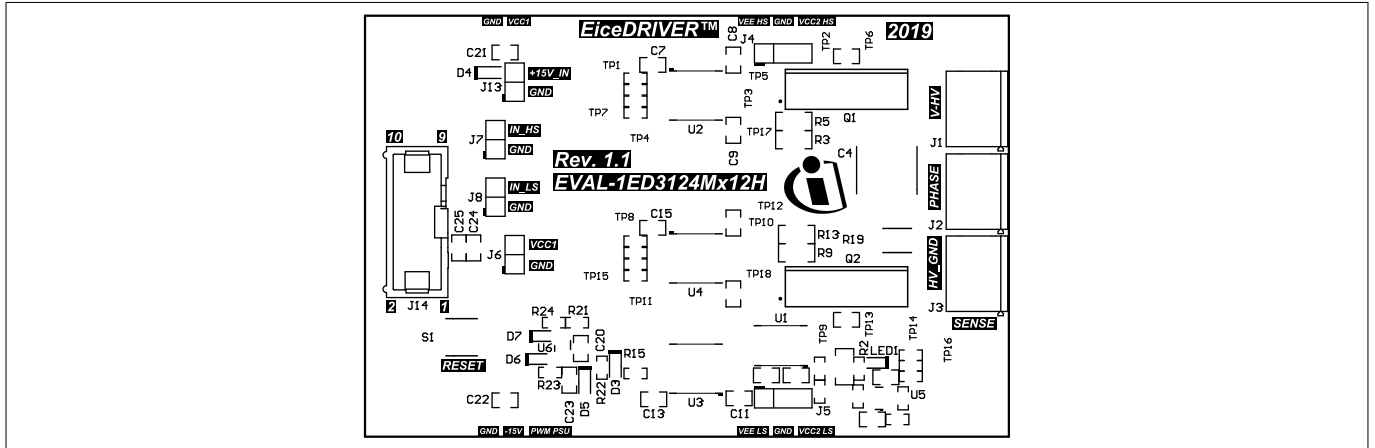 GND VCC1
EiceDRIVER™
VEE HS GND VCC2 HS
2019
C21
C8
J4
TP2
TP6
D4
+15V_IN
J13
GND
C7
TP1
TP5
TP3
TP7
TP4
U2
TP17
R5
R3
Q1
V-HV
J1
10 9
IN_HS
J7
GND
C9
C4
Rev. 1.1
EVAL-1ED3124Mx12H
IN_LS
J8
GND
PHASE
J2
C25
C24
TP8
C15
TP12
TP10
R13
R19
R9
VCC1
J6
GND
TP15
TP11
U4
TP18
Q2
HV_GND
J3
2 1
J14
SENSE
S1
RESET
R24 R21
D7
U6
D6
C20
R15
R23
C23
D5
R22
D3
U1
TP9
TP13
TP14
TP16
R2
LED1
U5
C22
C13
U3
C11
J5
GND -15V PWM PSU
VEE LS GND VCC2 LS